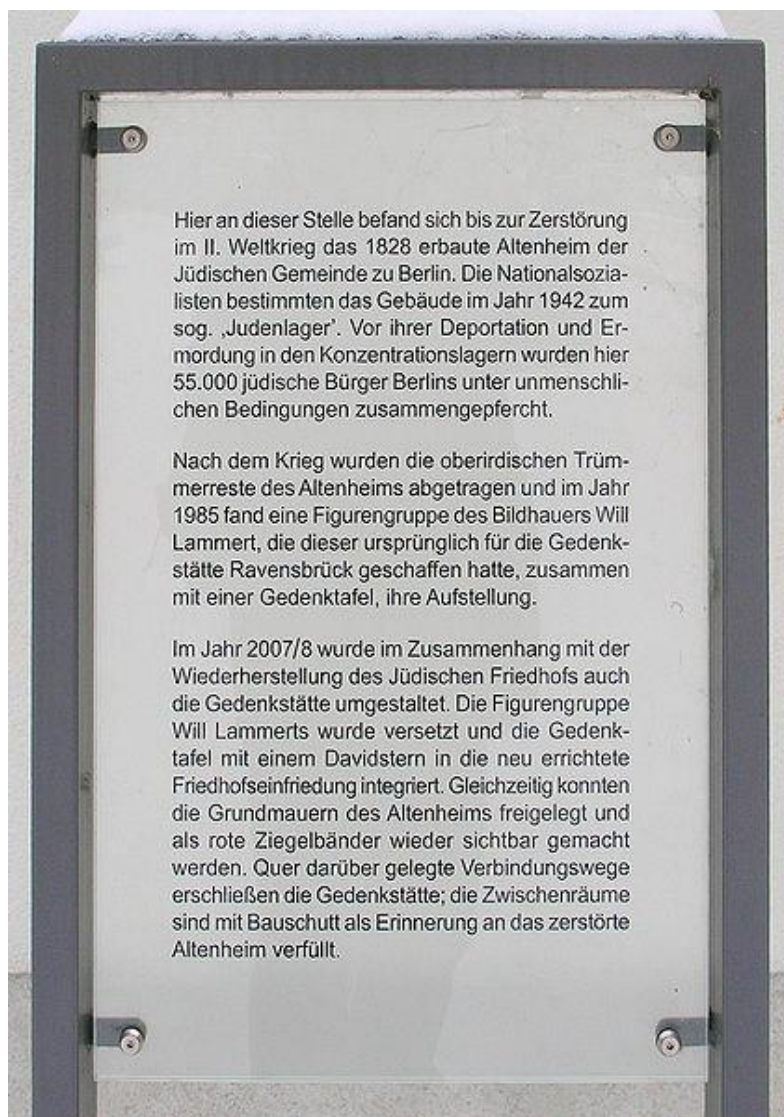 Hier an dieser Stelle befand sich bis zur Zerstörung
im II. Weltkrieg das 1828 erbaute Altenheim der
Jüdischen Gemeinde zu Berlin. Die Nationalsozia-
listen bestimmten das Gebäude im Jahr 1942 zum
sog. ‚Judenlager’. Vor ihrer Deportation und Er-
mordung in den Konzentrationslagern wurden hier
55.000 jüdische Bürger Berlins unter unmenschli-
chen Bedingungen zusammengepfercht.
Nach dem Krieg wurden die oberirdischen Trüm-
merreste des Altenheims abgetragen und im Jahr
1985 fand eine Figurengruppe des Bildhauers Will
Lammert, die dieser ursprünglich für die Gedenk-
stätte Ravensbrück geschaffen hatte, zusammen
mit einer Gedenktafel, ihre Aufstellung.
Im Jahr 2007/8 wurde im Zusammenhang mit der
Wiederherstellung des Jüdischen Friedhofs auch
die Gedenkstätte umgestaltet. Die Figurengruppe
Will Lammerts wurde versetzt und die Gedenk-
tafel mit einem Davidstern in die neu errichtete
Friedhofseinfriedung integriert. Gleichzeitig konnten
die Grundmauern des Altenheims freigelegt und
als rote Ziegelbänder wieder sichtbar gemacht
werden. Quer darüber gelegte Verbindungswege
erschließen die Gedenkstätte; die Zwischenräume
sind mit Bauschutt als Erinnerung an das zerstörte
Altenheim verfüllt.